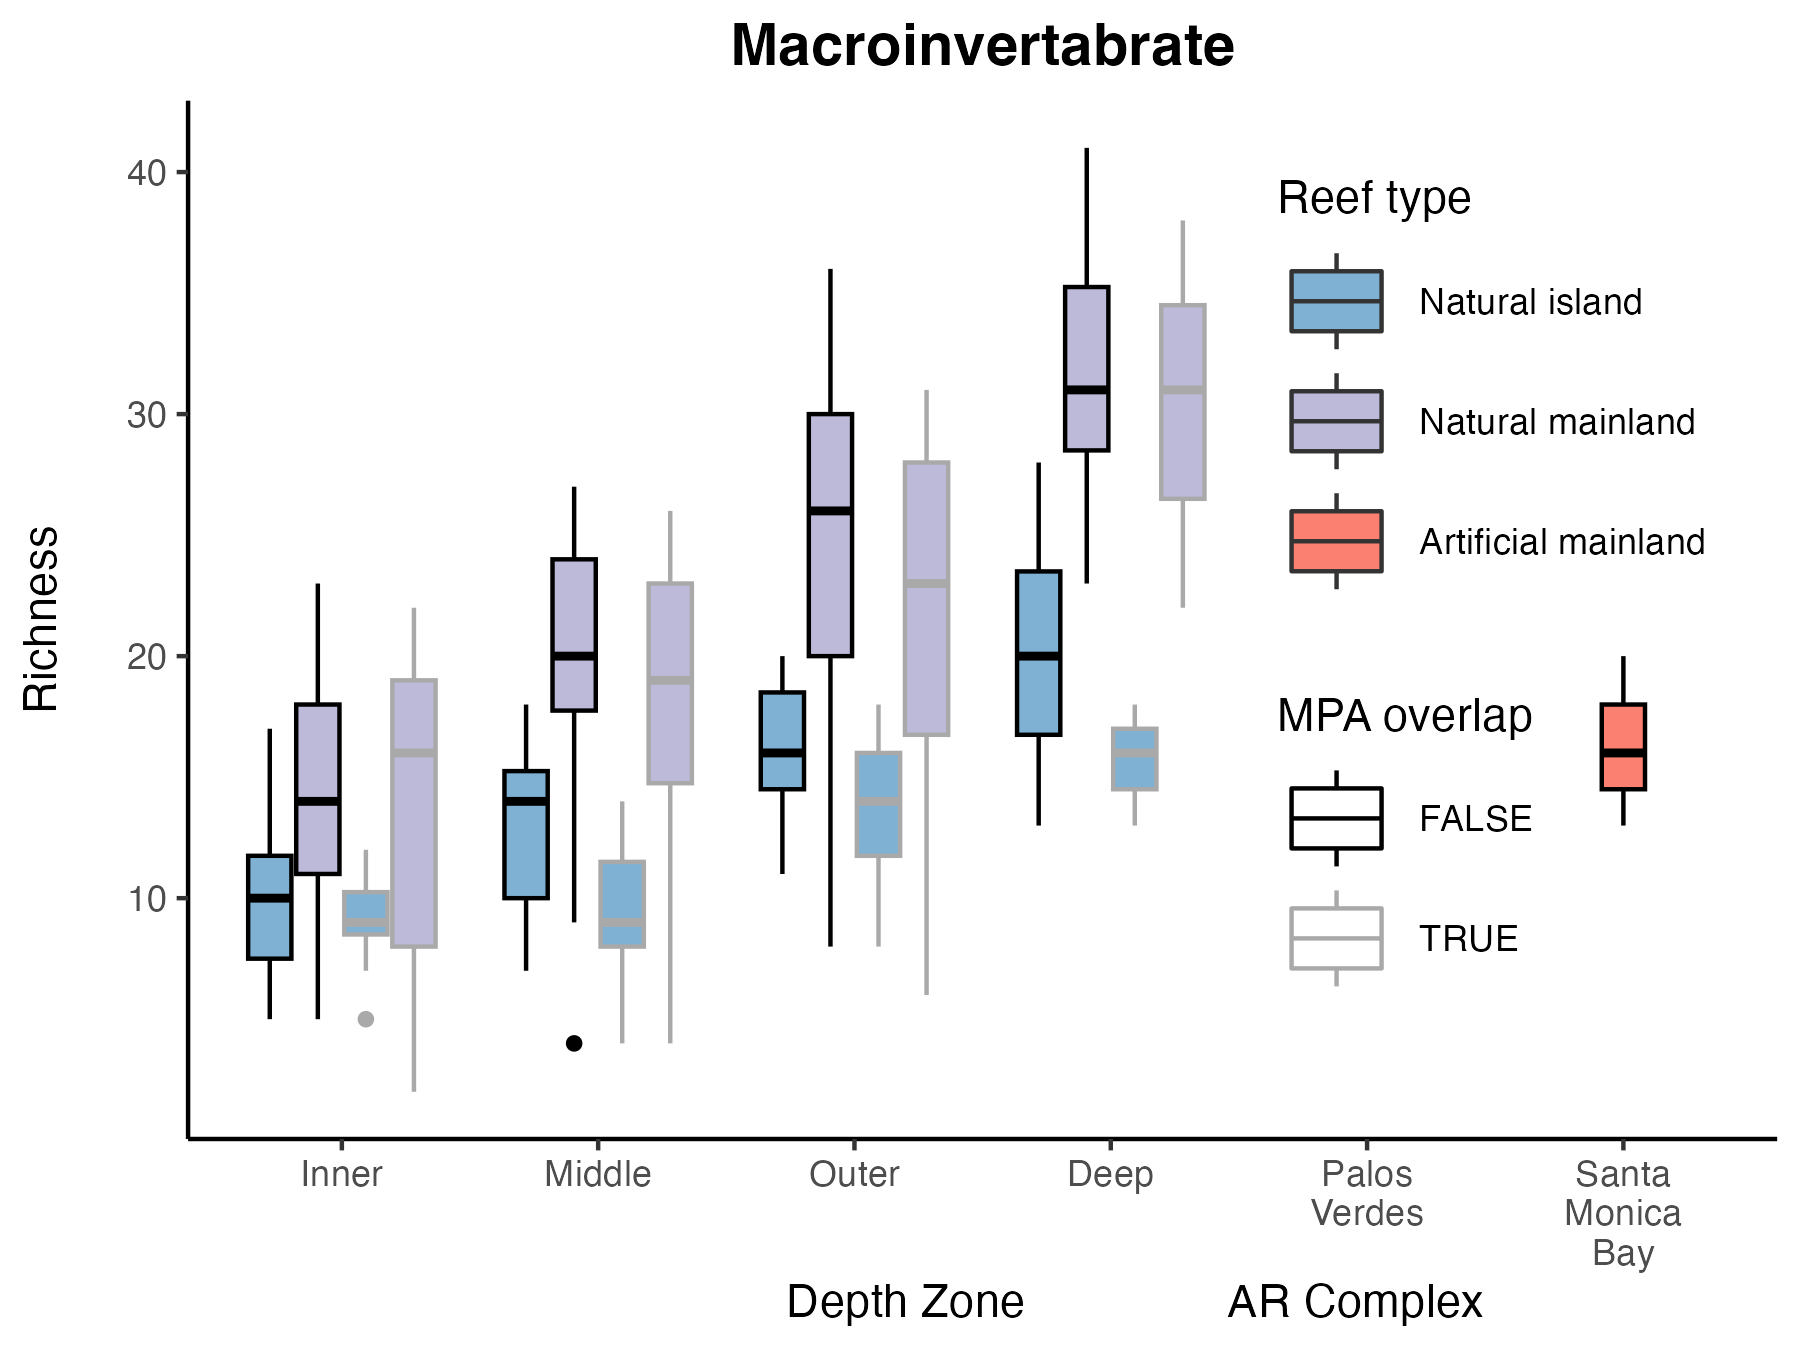 Macroinvertabrate
Richness
40
30
20
10
Reef type
Natural island
Natural mainland
Artificial mainland
MPA overlap
FALSE
TRUE
Inner
Middle
Outer
Deep
Palos
Verdes
Santa
Monica
Bay
Depth Zone
AR Complex